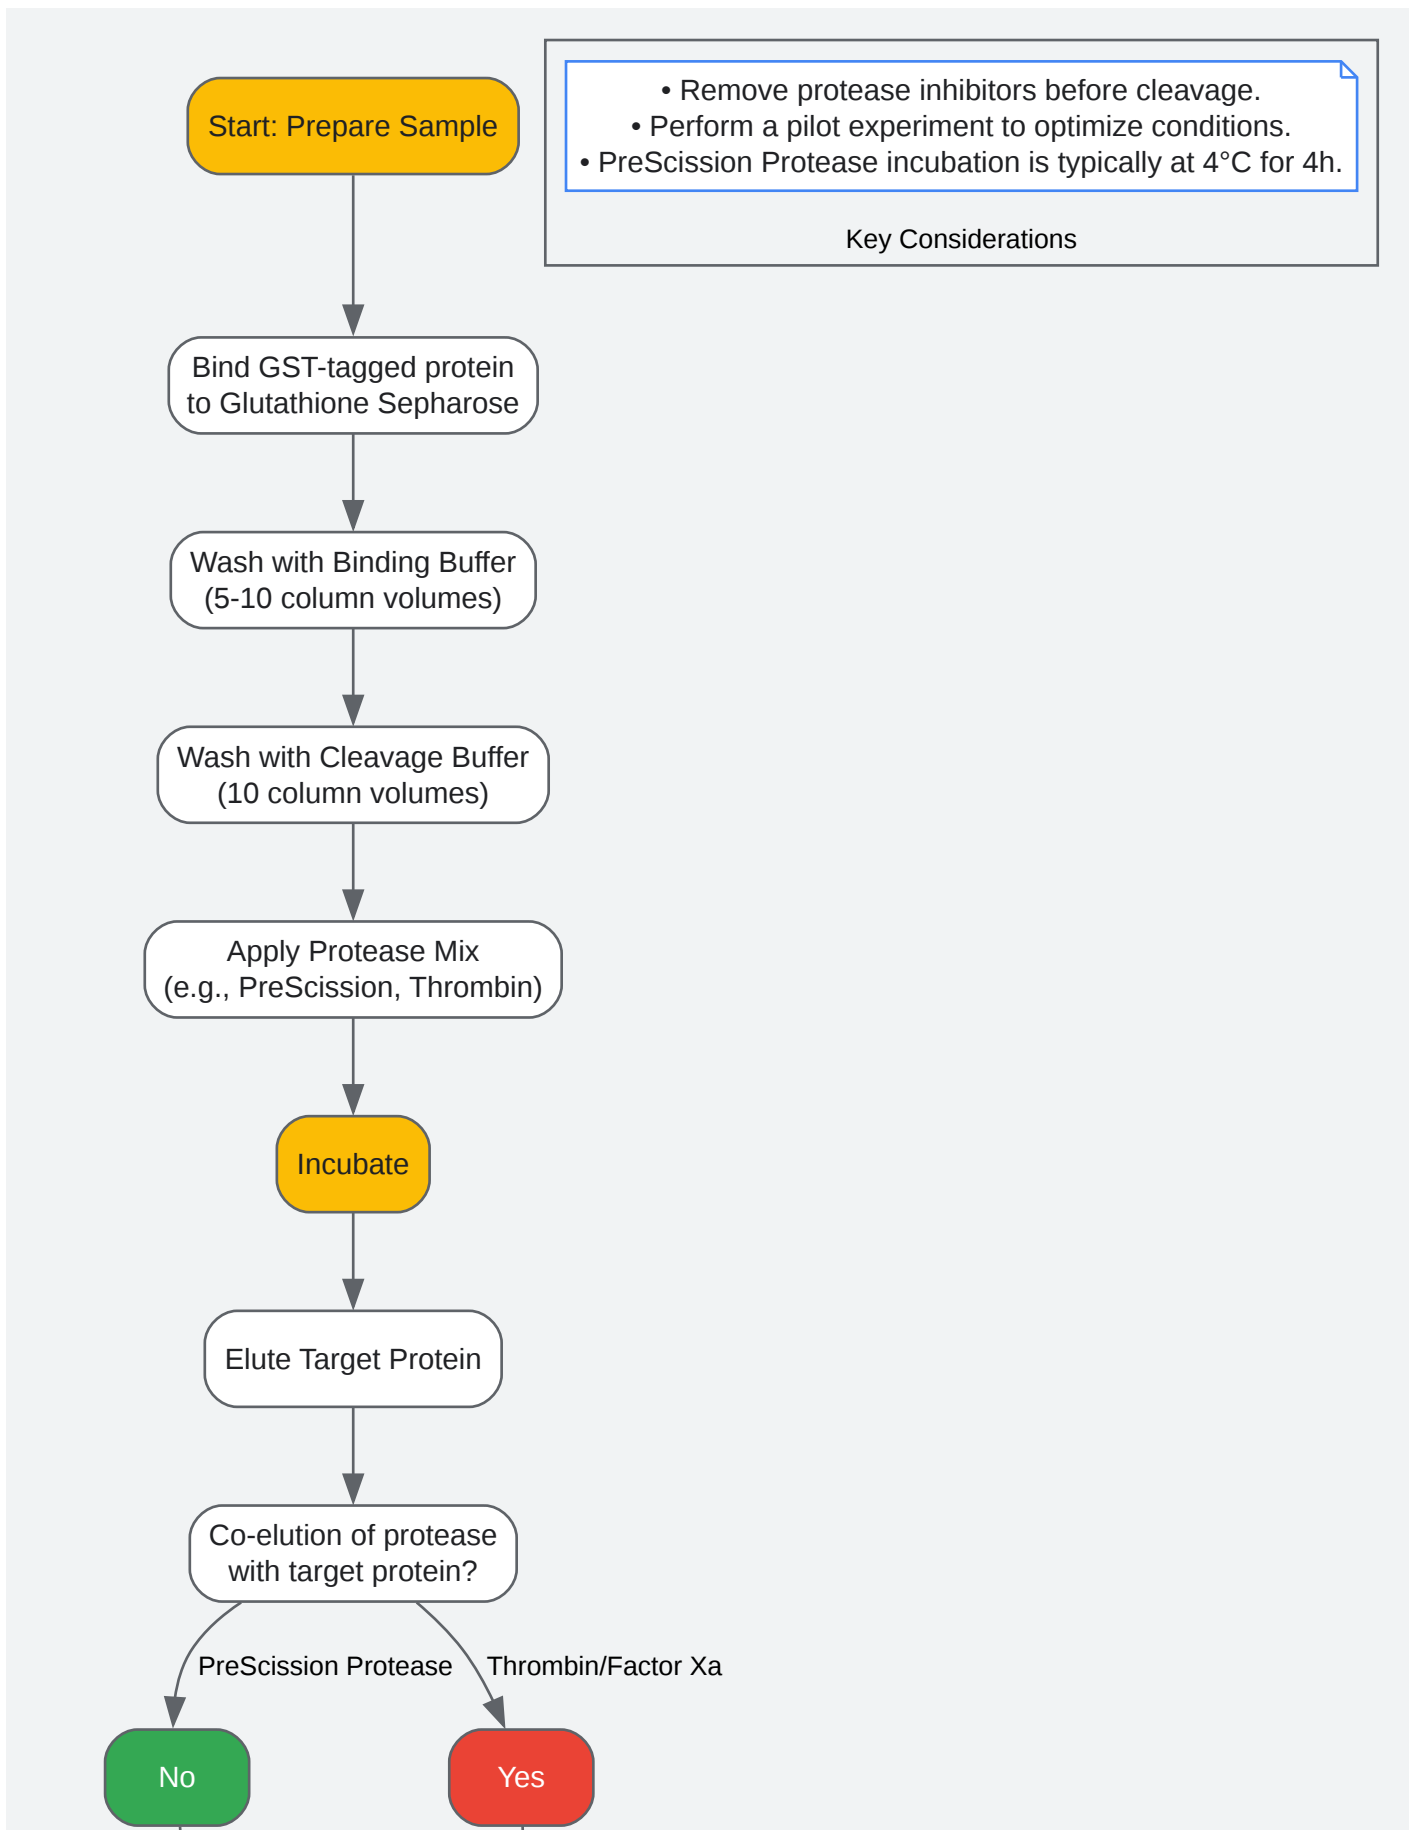 Start: Prepare Sample
• Remove protease inhibitors before cleavage.
• Perform a pilot experiment to optimize conditions.
• PreScission Protease incubation is typically at 4°C for 4h.
Key Considerations
Bind GST-tagged protein
to Glutathione Sepharose
Wash with Binding Buffer
(5-10 column volumes)
Wash with Cleavage Buffer
(10 column volumes)
Apply Protease Mix
(e.g., PreScission, Thrombin)
Incubate
Elute Target Protein
Co-elution of protease
with target protein?
PreScission Protease
Thrombin/Factor Xa
No
Yes